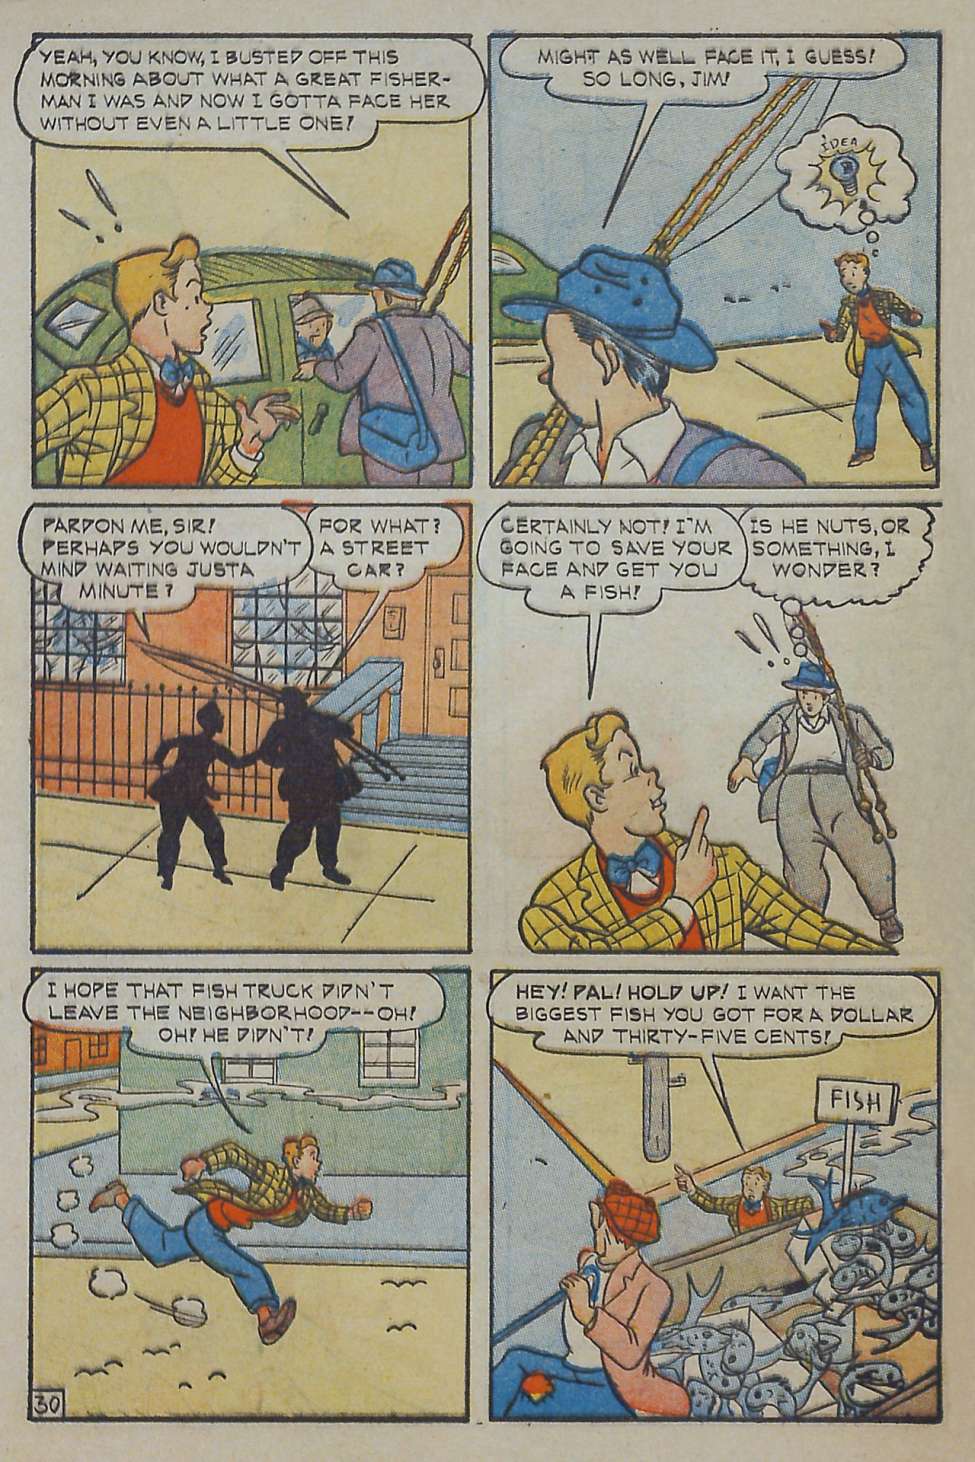 YEAH, YOU KNOW, I BUSTED OFF THIS
MORNING ABOUT WHAT A GREAT FISHER-
MAN I WAS AND NOW I GOTTA FACE HER
WITHOUT EVEN A LITTLE ONE!
MIGHT AS WELL FACE IT, I GUESS!
SO LONG, JIM!
IDEA
PARDON ME, SIR!
PERHAPS YOU WOULDN'T
MIND WAITING JUSTA
MINUTE?
FOR WHAT?
A STREET
CAR?
CERTAINLY NOT! I'M
GOING TO SAVE YOUR
FACE AND GET YOU
A FISH!
IS HE NUTS, OR
SOMETHING, I
WONDER?
I HOPE THAT FISH TRUCK DIDN'T
LEAVE THE NEIGHBORHOOD--OH!
OH! HE DIDN'T!
HEY! PAL! HOLD UP! I WANT THE
BIGGEST FISH YOU GOT FOR A DOLLAR
AND THIRTY-FIVE CENTS!
FISH
30